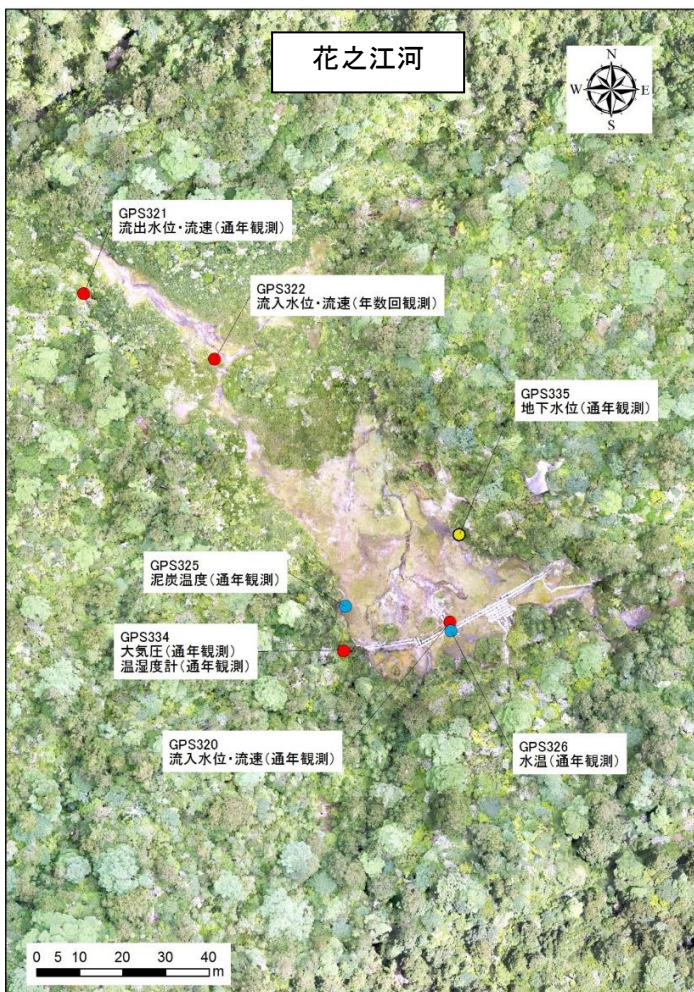 花之江河
N
W E
S
GPS321
流出水位・流速(通年観測)
GPS322
流入水位・流速(年数回観測)
GPS335
地下水位(通年観測)
GPS325
泥炭温度(通年観測)
GPS334
大気圧(通年観測)
温湿度計(通年観測)
GPS320
流入水位・流速(通年観測)
GPS326
水温(通年観測)
0 5 10 20 30 40
m